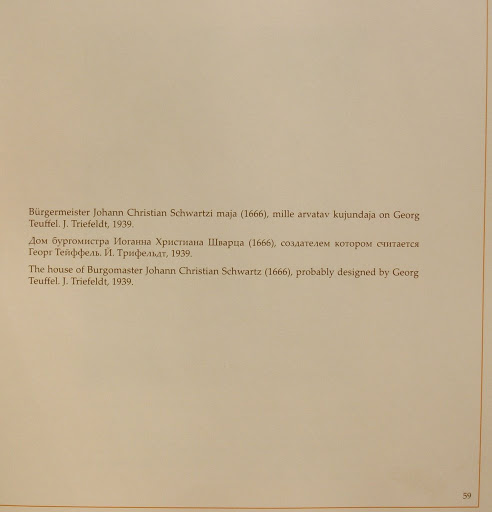 Bürgermeister Johann Christian Schwartzi maja (1666), mille arvatav kujundaja on Georg
Teuffel. J. Triefeldt, 1939.
Дом бургомистра Иоганна Христиана Шварца (1666), создателем котором считается
Георг Тейффель. И. Трифельдт, 1939.
The house of Burgomaster Johann Christian Schwartz (1666), probably designed by Georg
Teuffel. J. Triefeldt, 1939.
59